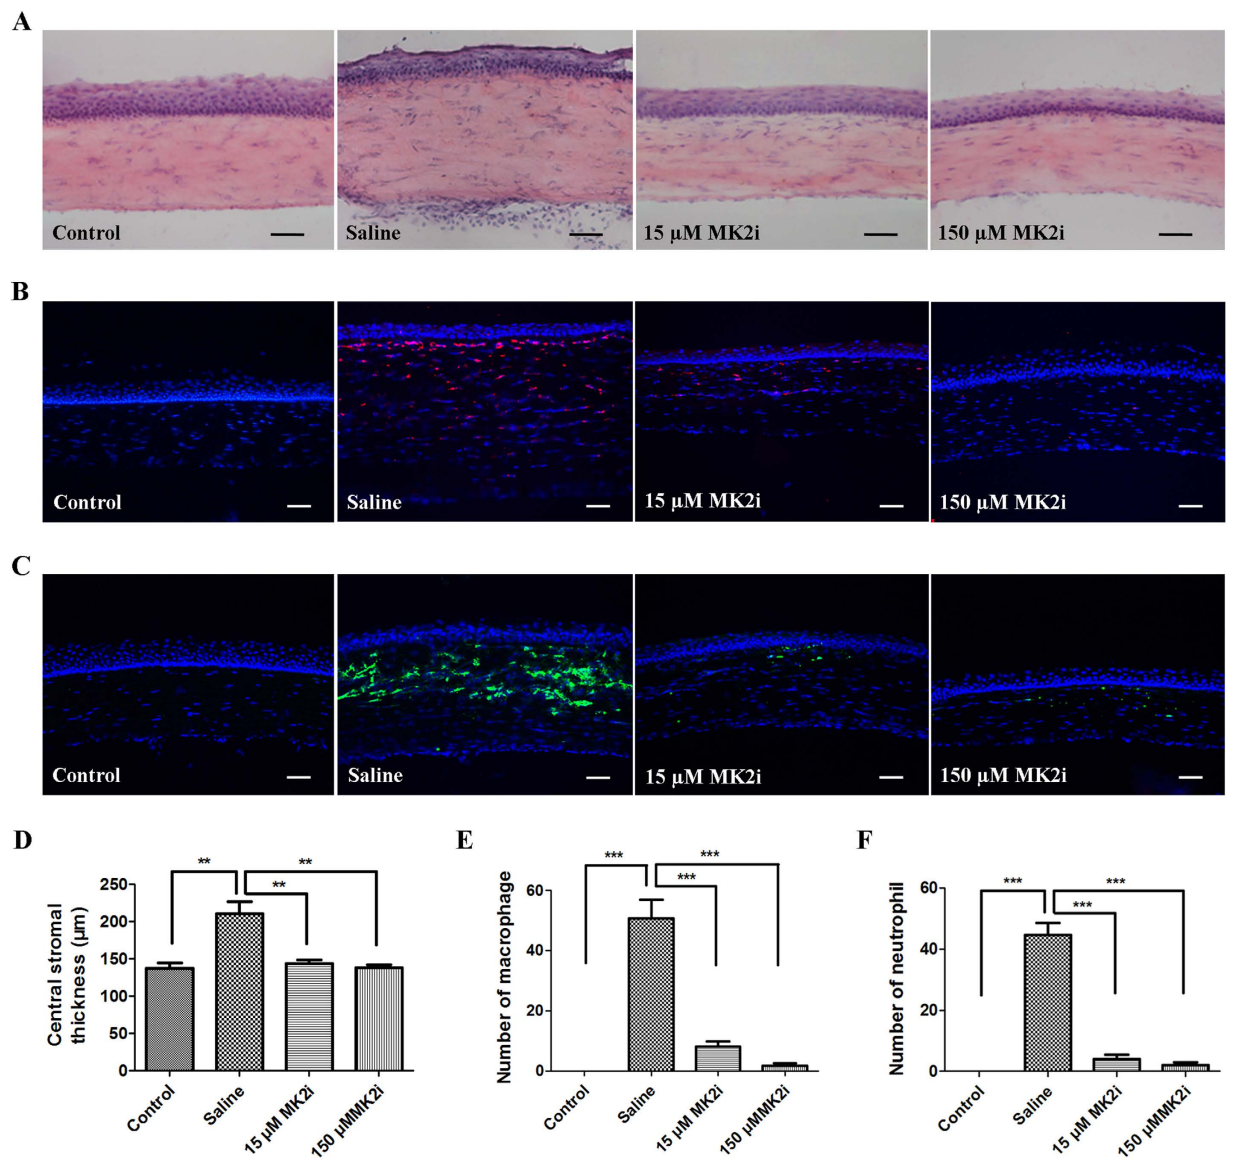 A
Control
Saline
15 µM MK2i
150 µM MK2i
B
Control
Saline
15 µM MK2i
150 µM MK2i
C
Control
Saline
15 µM MK2i
150 µM MK2i
D
Central stromal
thickness (µm)
250
200
150
100
50
0
**
**
**
Control
Saline
15 µM MK2i
150 µMMK2i
E
Number of macrophage
60
40
20
0
***
***
***
Control
Saline
15 µM MK2i
150 µMMK2i
F
Number of neutrophil
60
40
20
0
***
***
***
Control
Saline
15 µM MK2i
150 µMMK2i